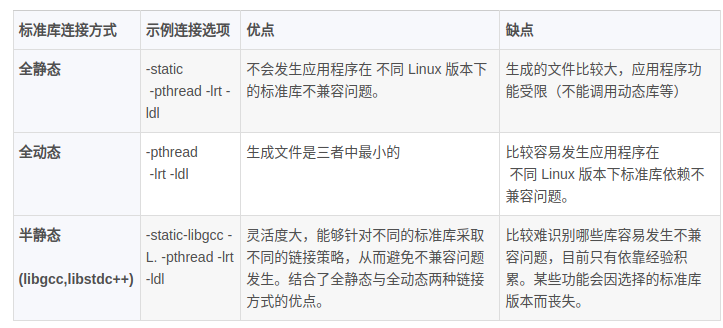 标准库连接方式 示例连接选项 优点 缺点
全静态
-static
-pthread -lrt -
ldl
不会发生应用程序在 不同 Linux 版本下
的标准库不兼容问题。
生成的文件比较大，应用程序功
能受限（不能调用动态库等）
全动态
-pthread
-lrt -ldl
生成文件是三者中最小的
比较容易发生应用程序在
不同 Linux 版本下标准库依赖不
兼容问题。
半静态
(libgcc,libstdc++)
-static-libgcc -
L. -pthread -lrt
-ldl
灵活度大，能够针对不同的标准库采取
不同的链接策略，从而避免不兼容问题
发生。结合了全静态与全动态两种链接
方式的优点。
比较难识别哪些库容易发生不兼
容问题，目前只有依靠经验积
累。某些功能会因选择的标准库
版本而丧失。